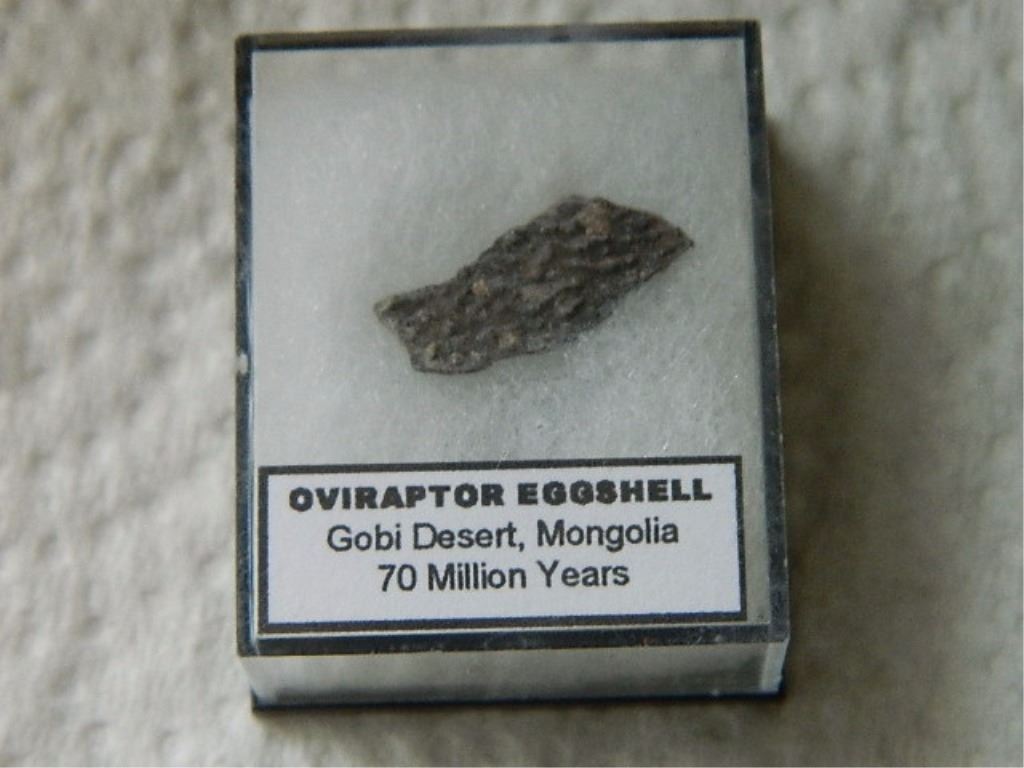 OVIRAPTOR EGGSHELL
Gobi Desert, Mongolia
70 Million Years